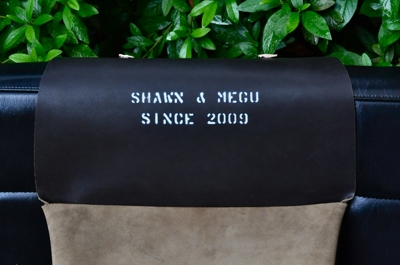 SHAWN & MEGU
SINCE 2009